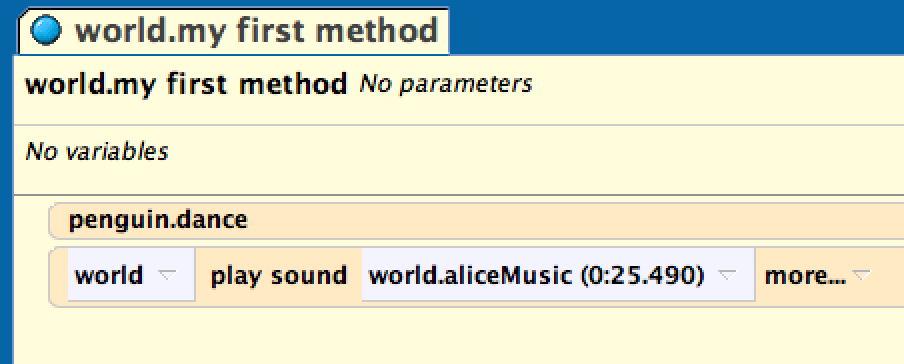 world.my first method
world.my first method No parameters
No variables
penguin.dance
world play sound world.aliceMusic (0:25.490) more...